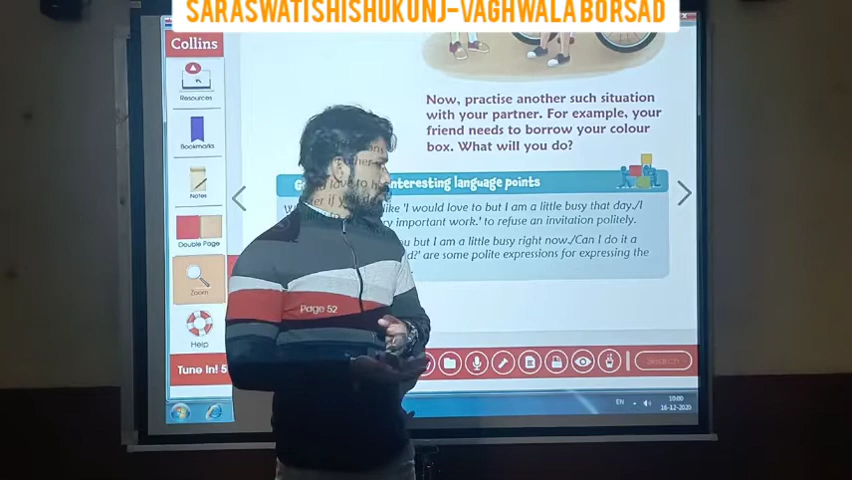 SARASWATI SHISHUKUNJ-VAGHWALA BORSAD
Collins
Resources
Bookmarks
Notes
Double Page
Zoom
Help
Tune In! 5
Now, practise another such situation
with your partner. For example, your
friend needs to borrow your colour
box. What will you do?
interesting language points
like 'I would love to but I am a little busy that day./I
work.' to refuse an invitation politely.
but I am a little busy right now./Can I do it a
are some polite expressions for expressing the
Page 52
Search
EN
10:00
16-12-2020